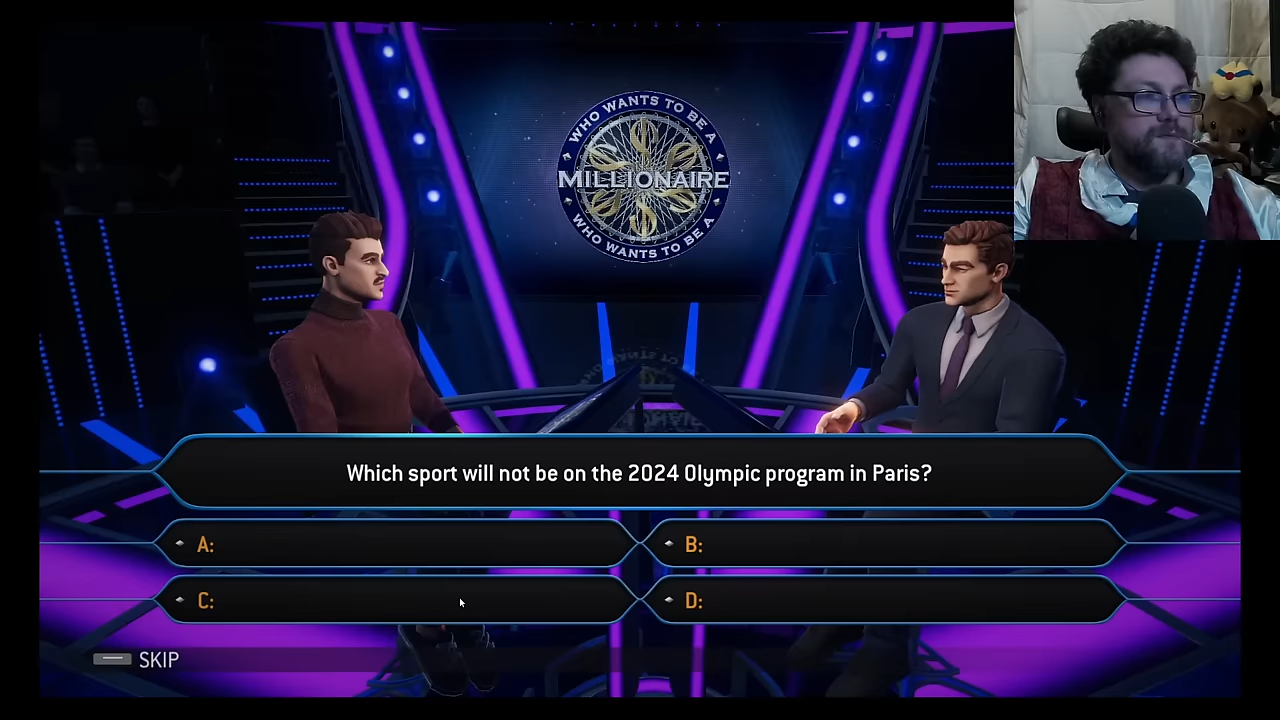 WHO WANTS TO BE A
MILLIONAIRE
WHO WANTS TO BE A
Which sport will not be on the 2024 Olympic program in Paris?
A:
B:
C:
D:
SKIP